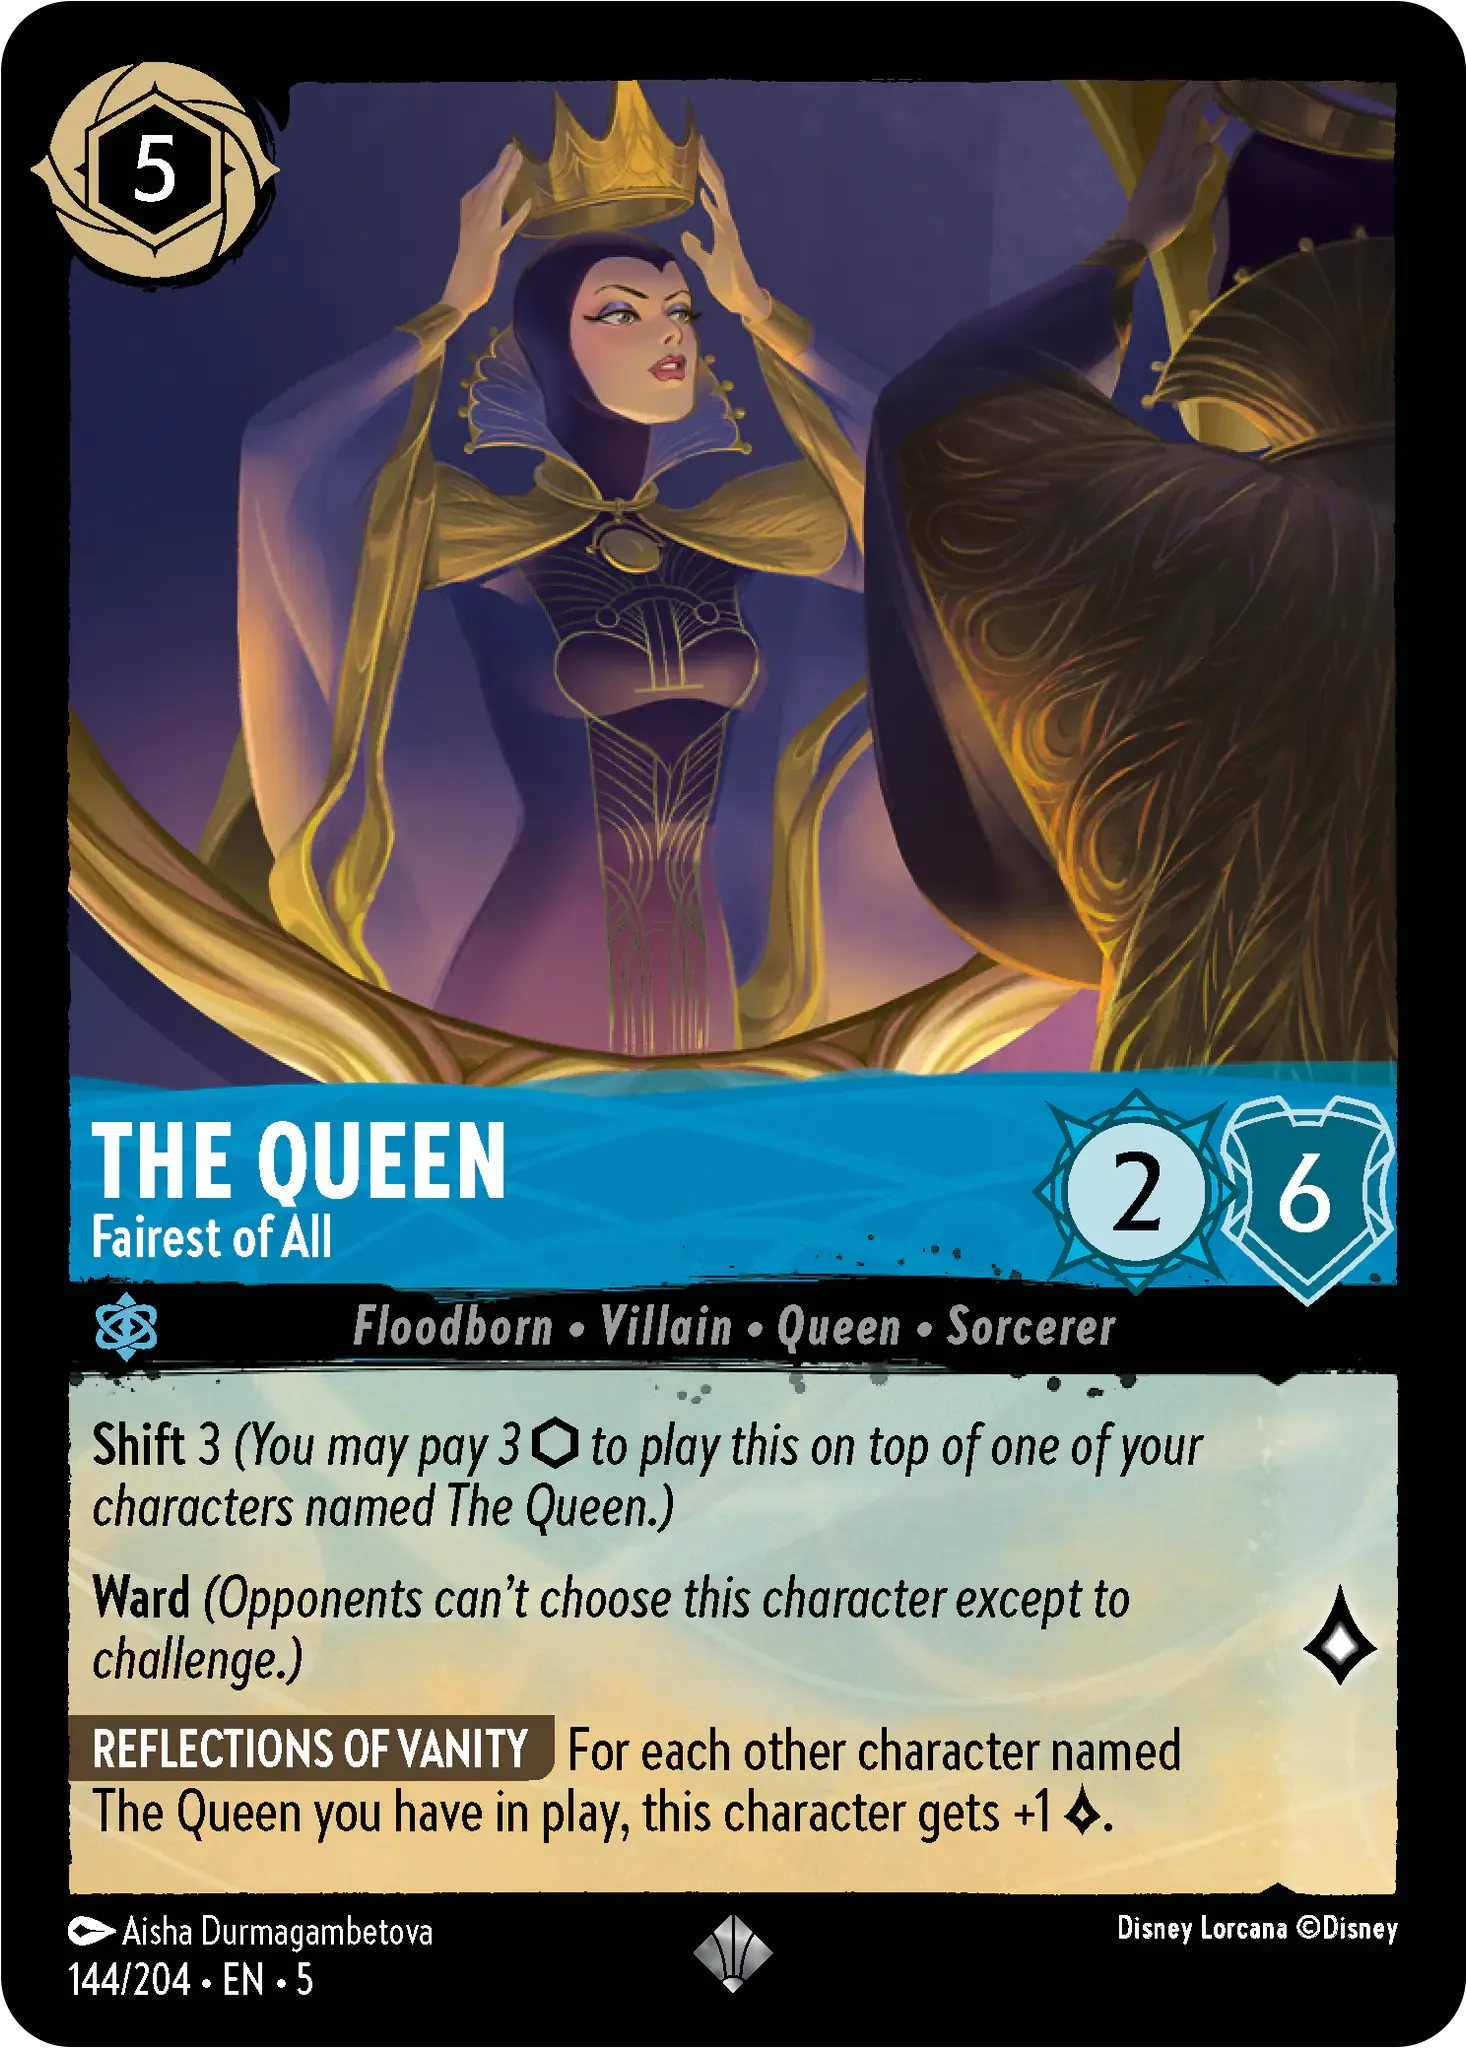 5
THE QUEEN
Fairest of All
2
6
Floodborn • Villain • Queen • Sorcerer
Shift 3 (You may pay 3 ⬡ to play this on top of one of your
characters named The Queen.)
Ward (Opponents can't choose this character except to
challenge.)
REFLECTIONS OF VANITY For each other character named
The Queen you have in play, this character gets +1 .
Aisha Durmagambetova
Disney Lorcana ©Disney
144/204 • EN • 5